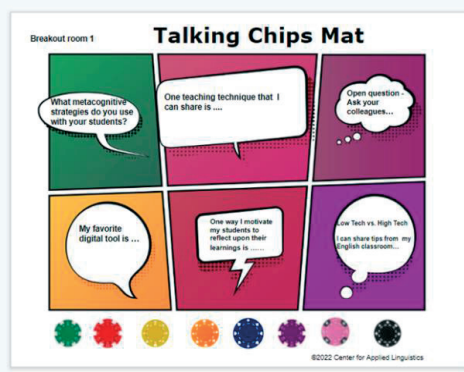 Breakout room 1
Talking Chips Mat
What metacognitive
strategies do you use
with your students?
One teaching technique that I
can share is ....
Open question -
Ask your
colleagues...
My favorite
digital tool is ...
One way I motivate
my students to
reflect upon their
learnings is ......
Low Tech vs. High Tech
I can share tips from my
English classroom...
©2022 Center for Applied Linguistics